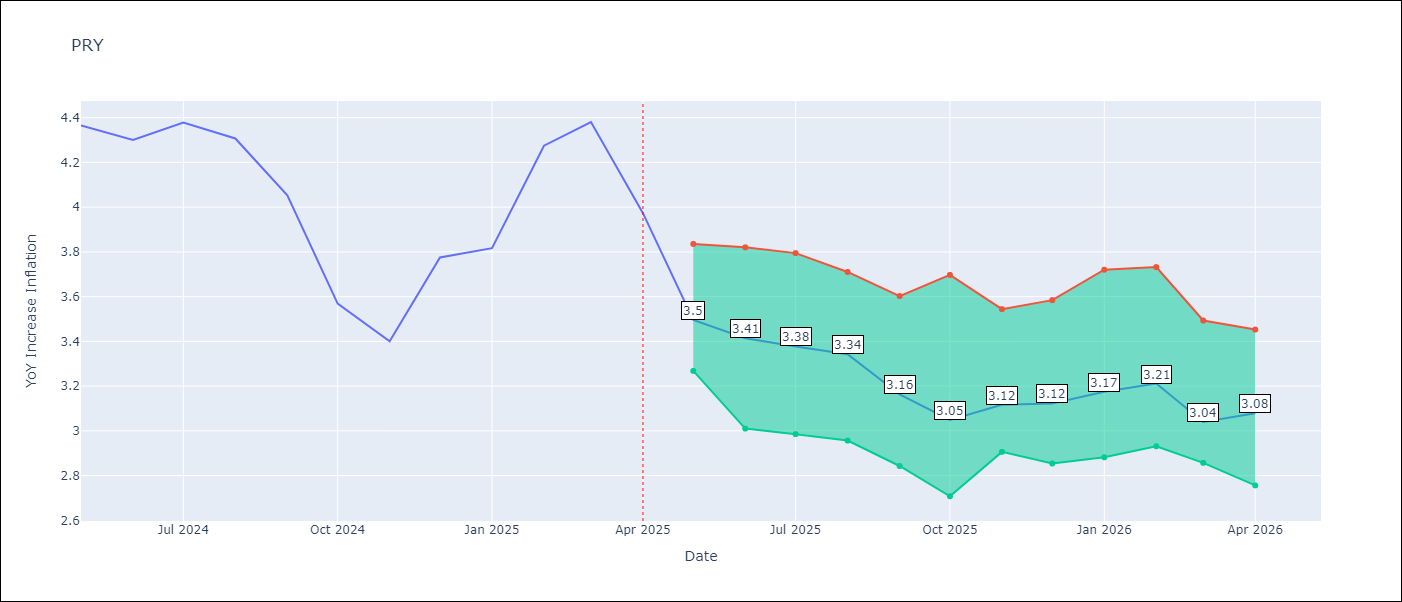 PRY
4.4
4.2
4
3.8
3.6
3.4
3.2
3
2.8
2.6
YoY Increase Inflation
3.5
3.41
3.38
3.34
3.16
3.05
3.12
3.12
3.17
3.21
3.04
3.08
Jul 2024
Oct 2024
Jan 2025
Apr 2025
Jul 2025
Oct 2025
Jan 2026
Apr 2026
Date